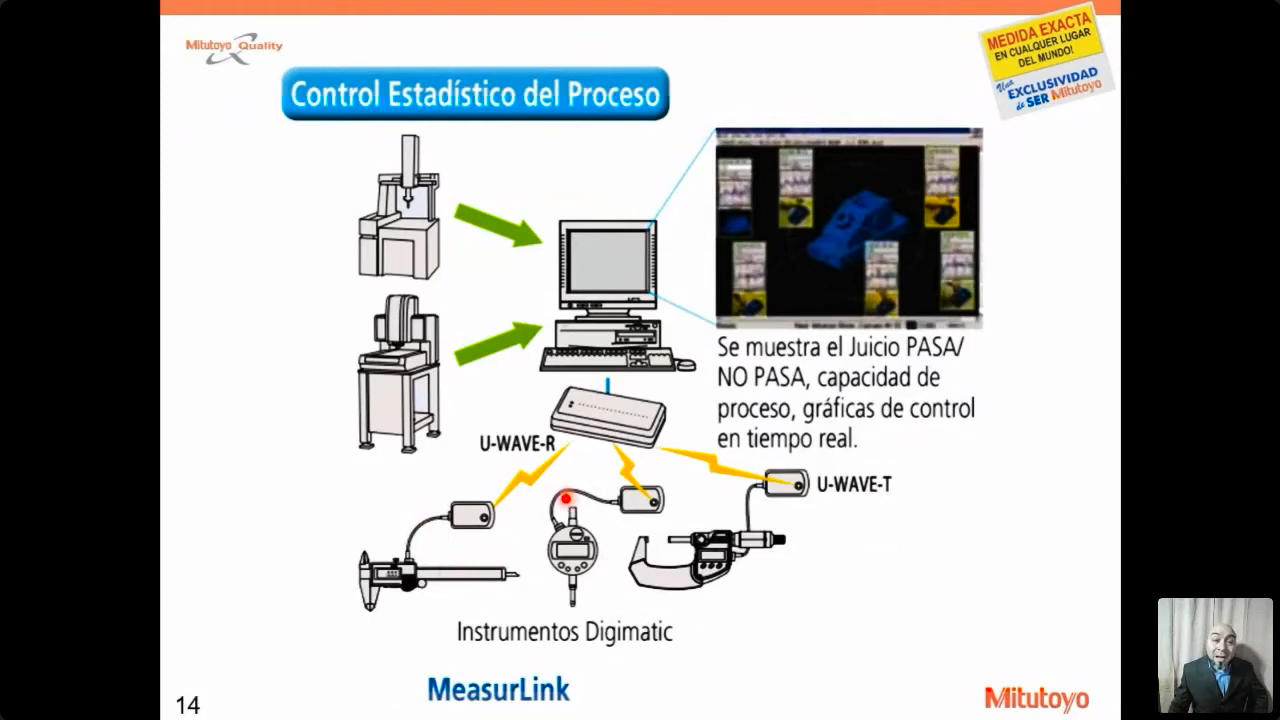 Mitutoyo Quality
MEDIDA EXACTA
EN CUALQUER LUGAR
DEL MUNDO!
Una
EXCLUSIVIDAD
de SER Mitutoyo
Control Estadístico del Proceso
Se muestra el Juicio PASA/
NO PASA, capacidad de
proceso, gráficas de control
en tiempo real.
U-WAVE-R
U-WAVE-T
Instrumentos Digimatic
MeasurLink
14
Mitutoyo